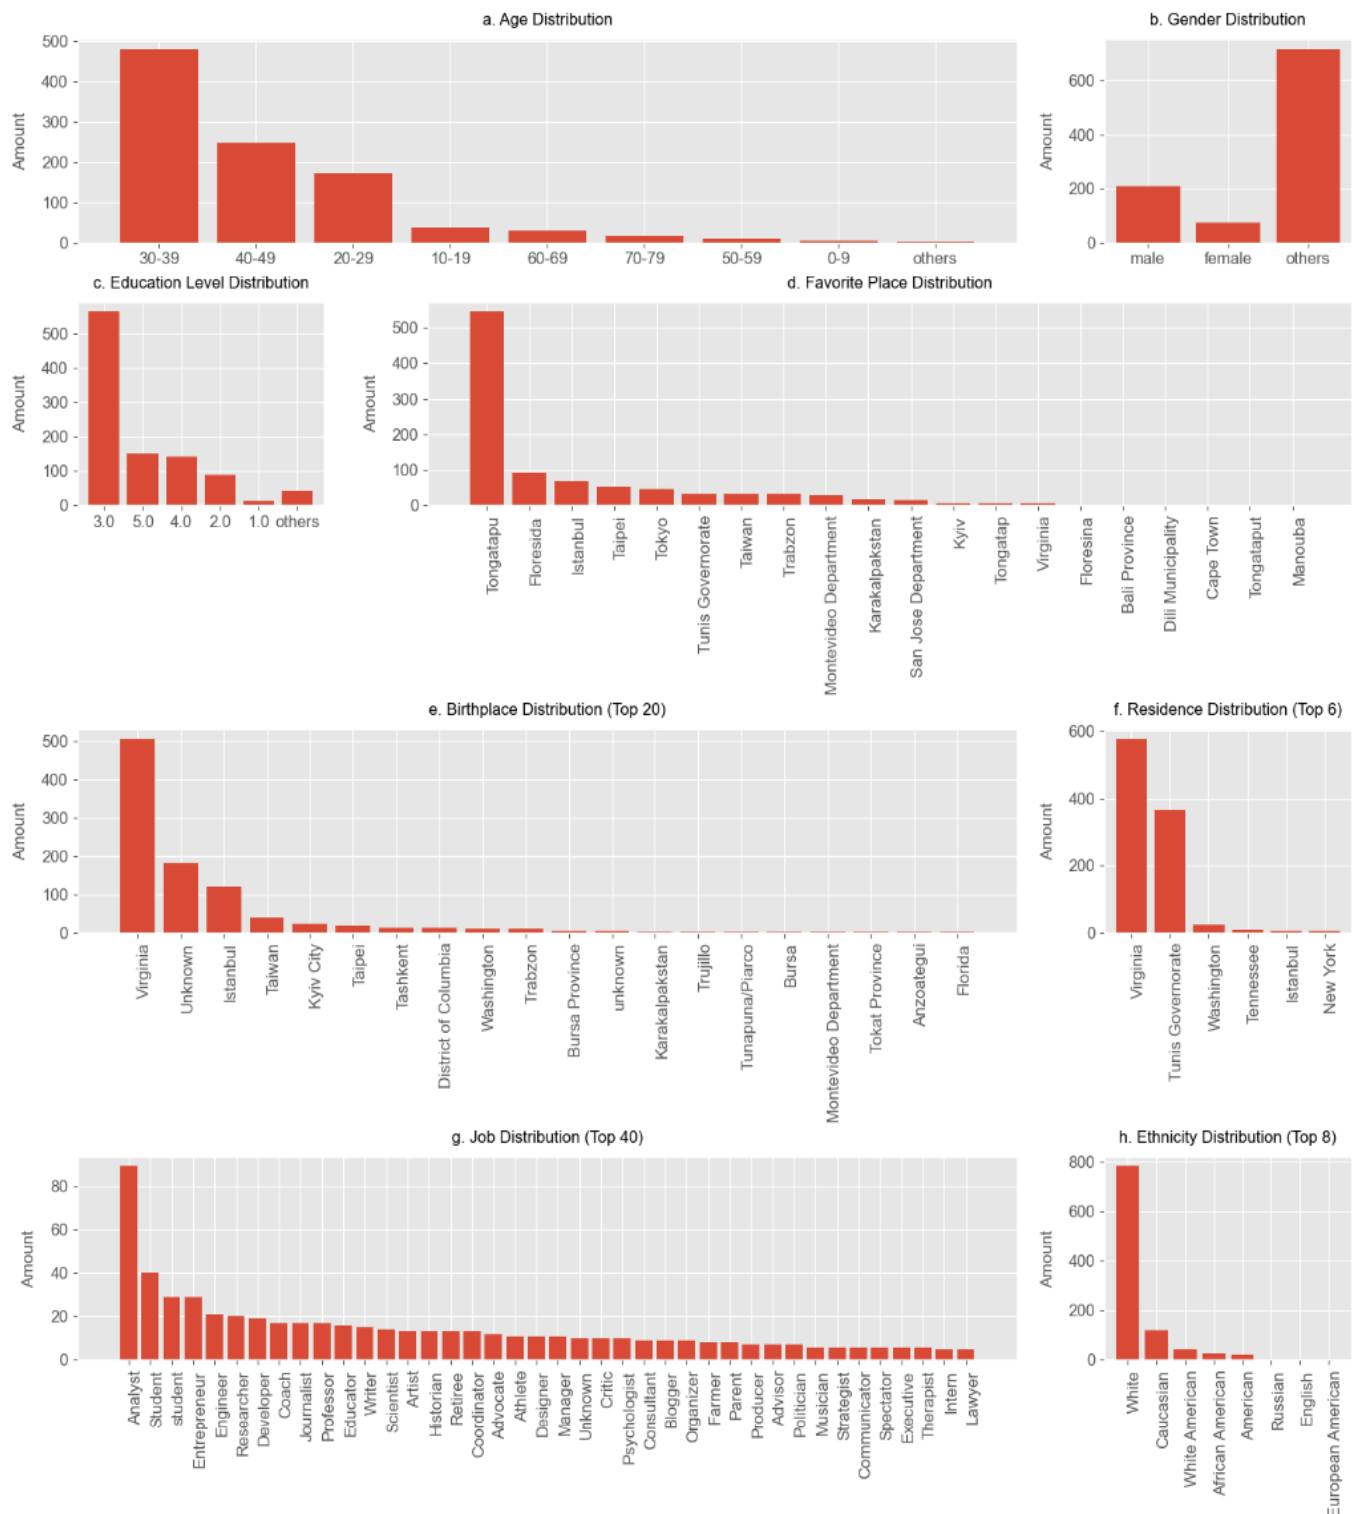 a. Age Distribution
Amount
500
400
300
200
100
0
30-39 40-49 20-29 10-19 60-69 70-79 50-59 0-9 others
b. Gender Distribution
Amount
600
400
200
0
male female others
c. Education Level Distribution
Amount
500
400
300
200
100
0
3.0 5.0 4.0 2.0 1.0 others
d. Favorite Place Distribution
Amount
500
400
300
200
100
0
Tongatapu
Floresida
Istanbul
Taipei
Tokyo
Tunis Governorate
Taiwan
Trabzon
Montevideo Department
Karakalpakstan
San Jose Department
Kyiv
Tongatap
Virginia
Floresina
Bali Province
Dili Municipality
Cape Town
Tongataput
Manouba
e. Birthplace Distribution (Top 20)
Amount
500
400
300
200
100
0
Virginia
Unknown
Istanbul
Taiwan
Kyiv City
Taipei
Tashkent
District of Columbia
Washington
Trabzon
Bursa Province
unknown
Karakalpakstan
Trujillo
Tunapuna/Piarco
Bursa
Montevideo Department
Tokat Province
Anzoategui
Florida
f. Residence Distribution (Top 6)
Amount
600
400
200
0
Virginia
Tunis Governorate
Washington
Tennessee
Istanbul
New York
g. Job Distribution (Top 40)
Amount
80
60
40
20
0
Analyst
Student
student
Entrepreneur
Engineer
Researcher
Developer
Coach
Journalist
Professor
Educator
Writer
Scientist
Artist
Historian
Retiree
Coordinator
Advocate
Athlete
Designer
Manager
Unknown
Critic
Psychologist
Consultant
Blogger
Organizer
Farmer
Parent
Producer
Advisor
Politician
Musician
Strategist
Communicator
Spectator
Executive
Therapist
Intern
Lawyer
h. Ethnicity Distribution (Top 8)
Amount
800
600
400
200
0
White
Caucasian
White American
African American
American
Russian
English
European American